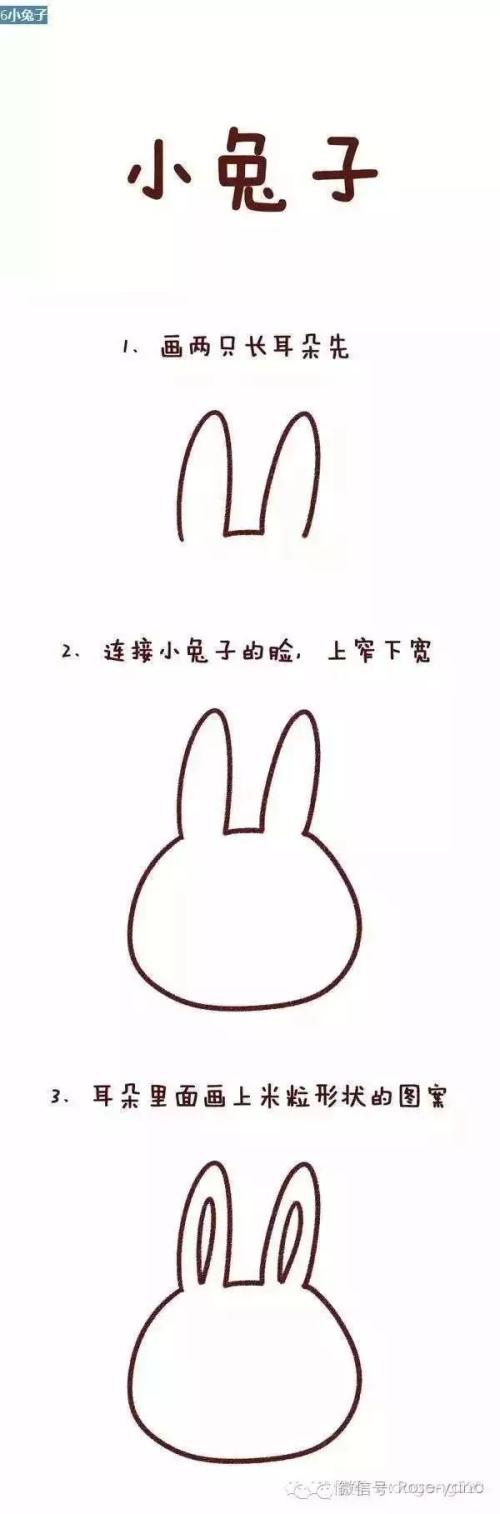 6小兔子
小兔子
1. 画两只长耳朵先
2. 连接小兔子的脸, 上窄下宽
3. 耳朵里面画上米粒形状的图案
微信号: